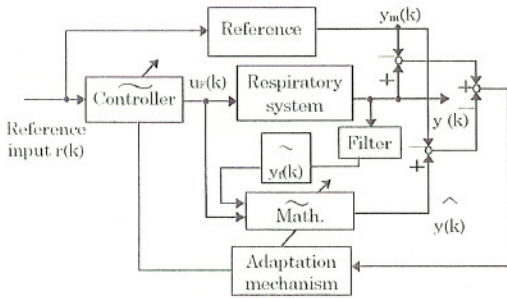 y_m(k)
Reference
Controller
u_F(k)
Respiratory
system
Reference
input r(k)
y (k)
Filter
y_f(k)
Math.
y(k)
Adaptation
mechanism